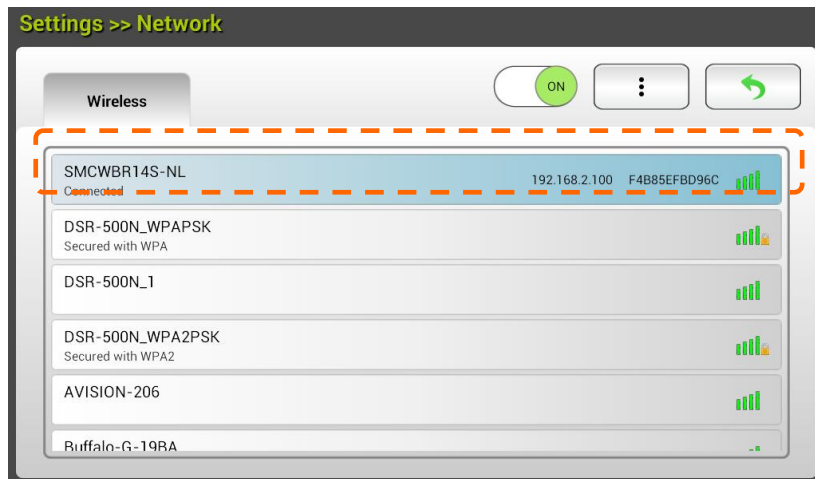 Settings >> Network
Wireless
ON
SMCWBR14S-NL
Connected
192.168.2.100 F4B85EFBD96C
DSR-500N_WPAPSK
Secured with WPA
DSR-500N_1
DSR-500N_WPA2PSK
Secured with WPA2
AVISION-206
Buffalo-G-19BA